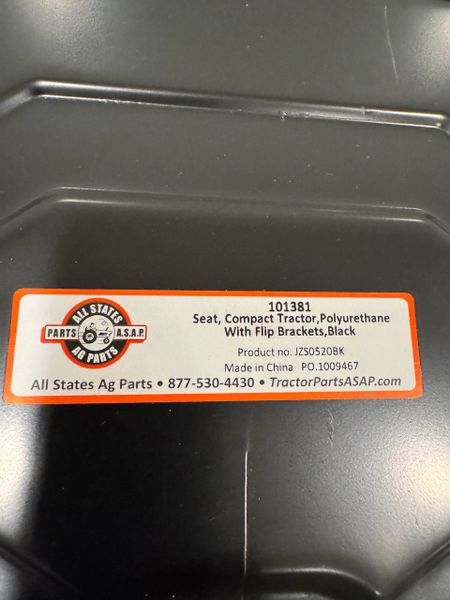 ALL STATES
PARTS A.S.A.P.
AG PARTS
101381
Seat, Compact Tractor,Polyurethane
With Flip Brackets,Black
Product no. JZS0520BK
Made in China PO.1009467
All States Ag Parts • 877-530-4430 • TractorPartsASAP.com